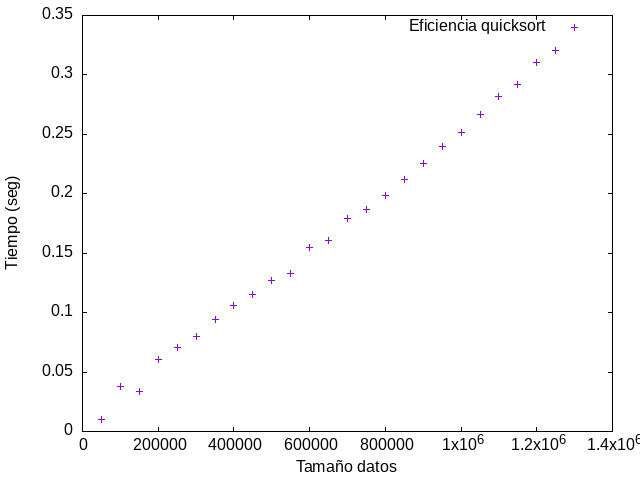 0.35
0.3
0.25
0.2
0.15
0.1
0.05
0
Tiempo (seg)
Eficiencia quicksort
0 200000 400000 600000 800000 1x10⁶ 1.2x10⁶ 1.4x10⁶
Tamaño datos